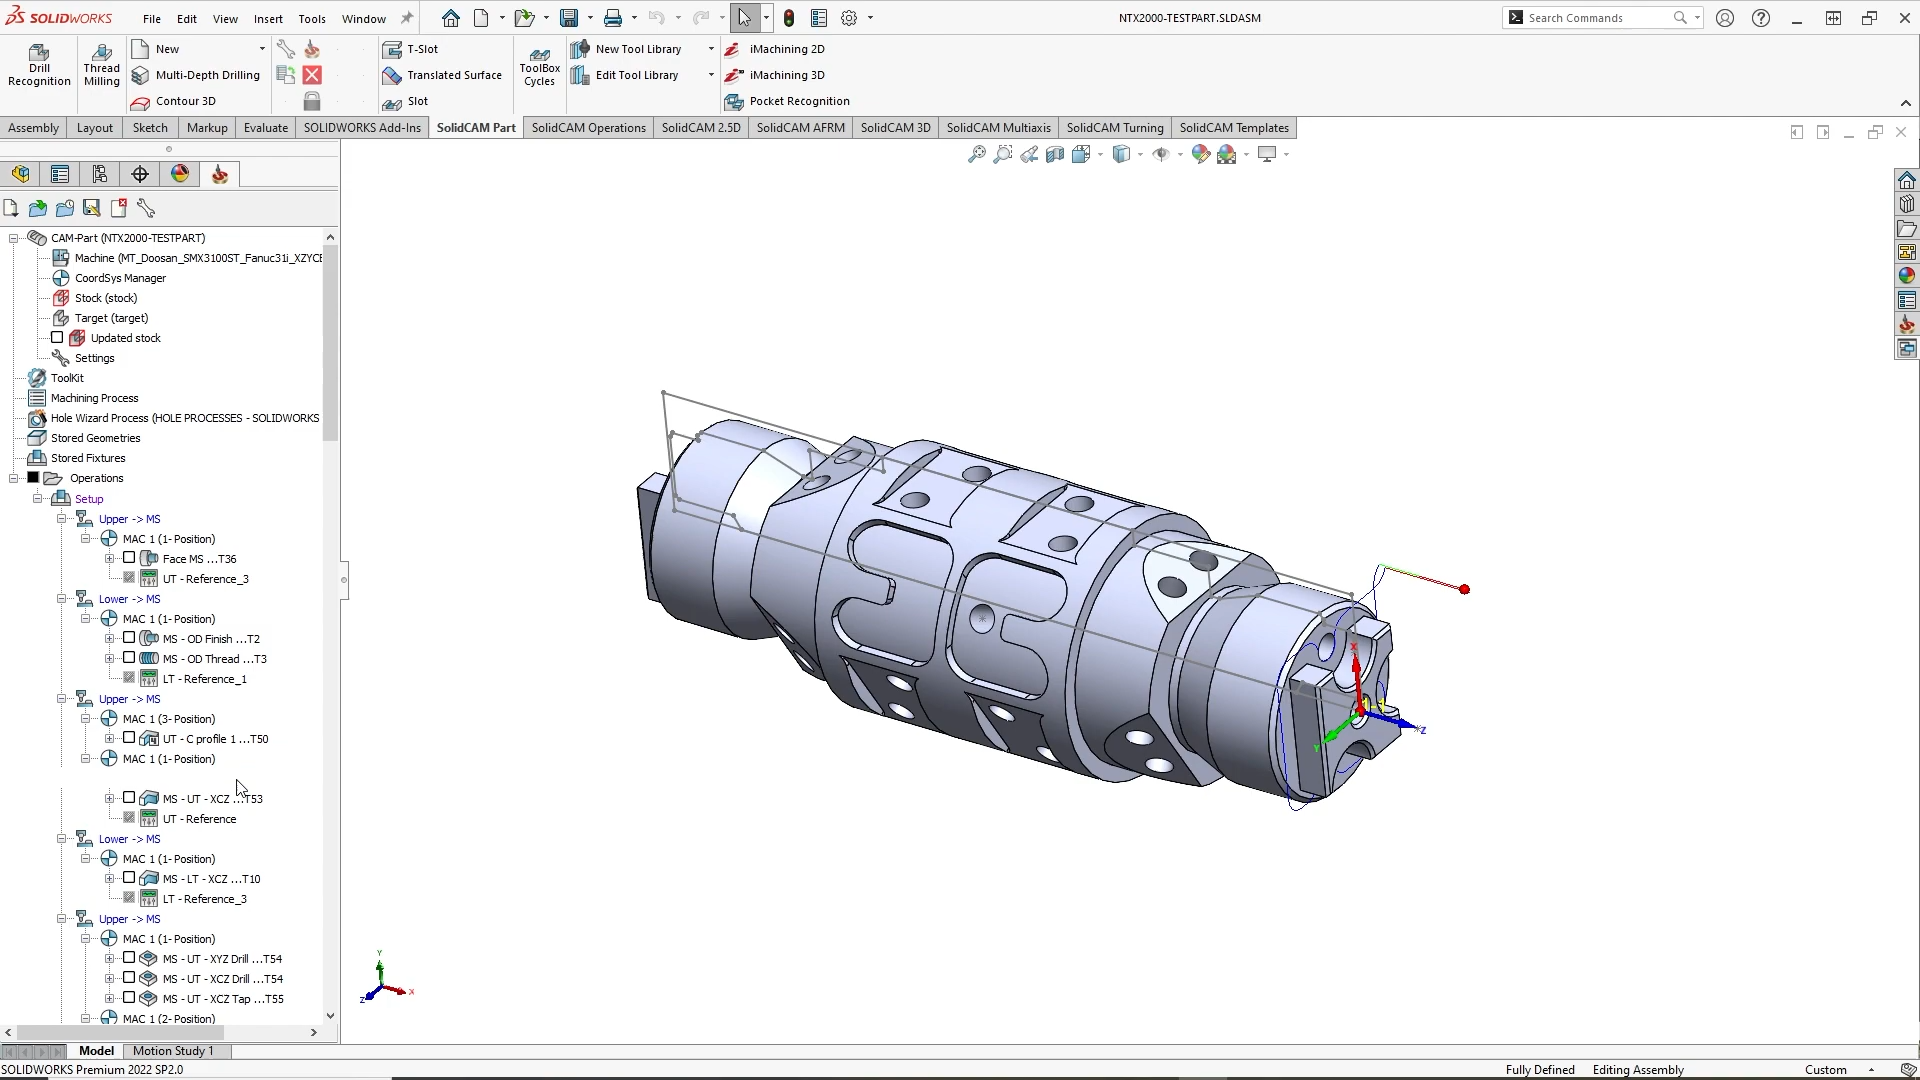 SOLIDWORKS File Edit View Insert Tools Window NTX2000-TESTPART.SLDASM Search Commands
Drill Recognition
Thread Milling
New
Multi-Depth Drilling
Contour 3D
T-Slot
Translated Surface
Slot
ToolBox Cycles
New Tool Library
Edit Tool Library
iMachining 2D
iMachining 3D
Pocket Recognition
Assembly Layout Sketch Markup Evaluate SOLIDWORKS Add-Ins SolidCAM Part SolidCAM Operations SolidCAM 2.5D SolidCAM AFRM SolidCAM 3D SolidCAM Multiaxis SolidCAM Turning SolidCAM Templates
CAM-Part (NTX2000-TESTPART)
Machine (MT_Doosan_SMX3100ST_Fanuc31i_XZYCE
CoordSys Manager
Stock (stock)
Target (target)
Updated stock
Settings
ToolKit
Machining Process
Hole Wizard Process (HOLE PROCESSES - SOLIDWORKS
Stored Geometries
Stored Fixtures
Operations
Setup
Upper -> MS
MAC 1 (1- Position)
Face MS ...T36
UT - Reference_3
Lower -> MS
MAC 1 (1- Position)
MS - OD Finish ...T2
MS - OD Thread ...T3
LT - Reference_1
Upper -> MS
MAC 1 (3- Position)
UT - C profile 1 ...T50
MAC 1 (1- Position)
MS - UT - XCZ ...T53
UT - Reference
Lower -> MS
MAC 1 (1- Position)
MS - LT - XCZ ...T10
LT - Reference_3
Upper -> MS
MAC 1 (1- Position)
MS - UT - XYZ Drill ...T54
MS - UT - XCZ Drill ...T54
MS - UT - XCZ Tap ...T55
MAC 1 (2- Position)
X
Y
Z
Y
X
Z
Model Motion Study 1
SOLIDWORKS Premium 2022 SP2.0 Fully Defined Editing Assembly Custom